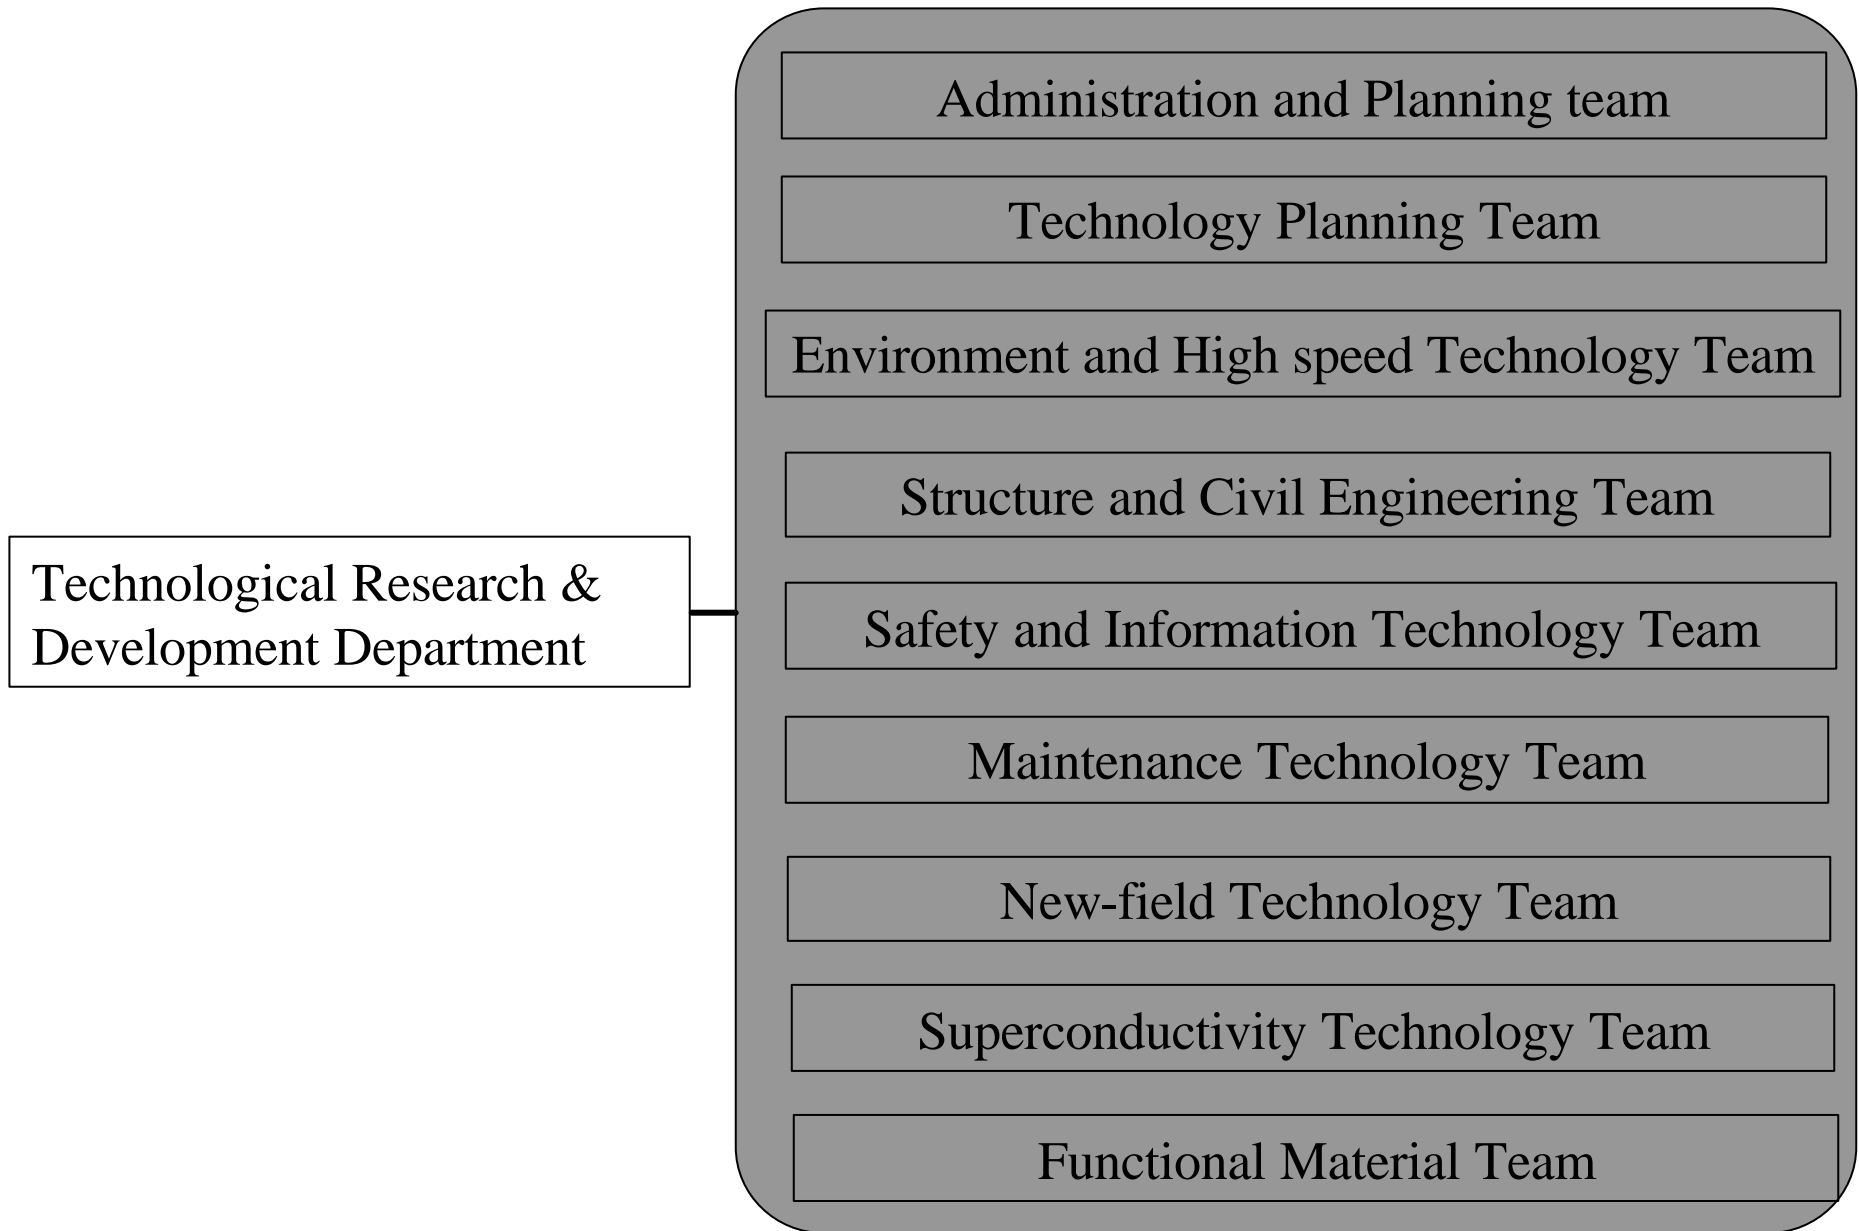 Administration and Planning team
Technology Planning Team
Environment and High speed Technology Team
Structure and Civil Engineering Team
Technological Research &
Development Department
Safety and Information Technology Team
Maintenance Technology Team
New-field Technology Team
Superconductivity Technology Team
Functional Material Team